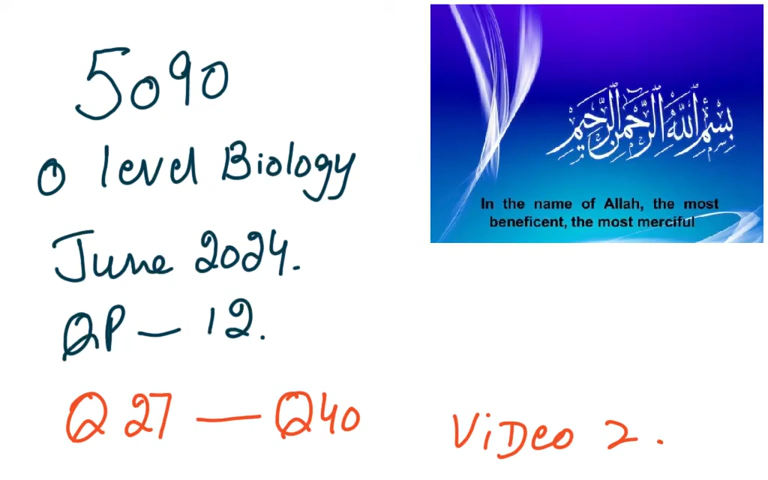 5090
O level Biology
June 2024.
QP — 12.
Q 27 — Q40
Video 2.
بسم الله الرحمن الرحيم
In the name of Allah, the most
beneficent, the most merciful